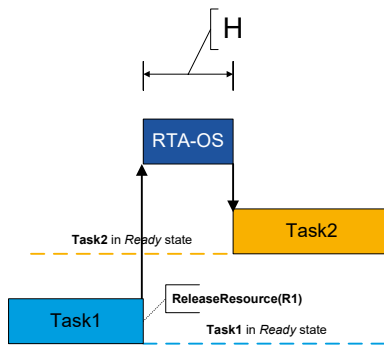 H
RTA-OS
Task2
Task2 in Ready state
ReleaseResource(R1)
Task1
Task1 in Ready state